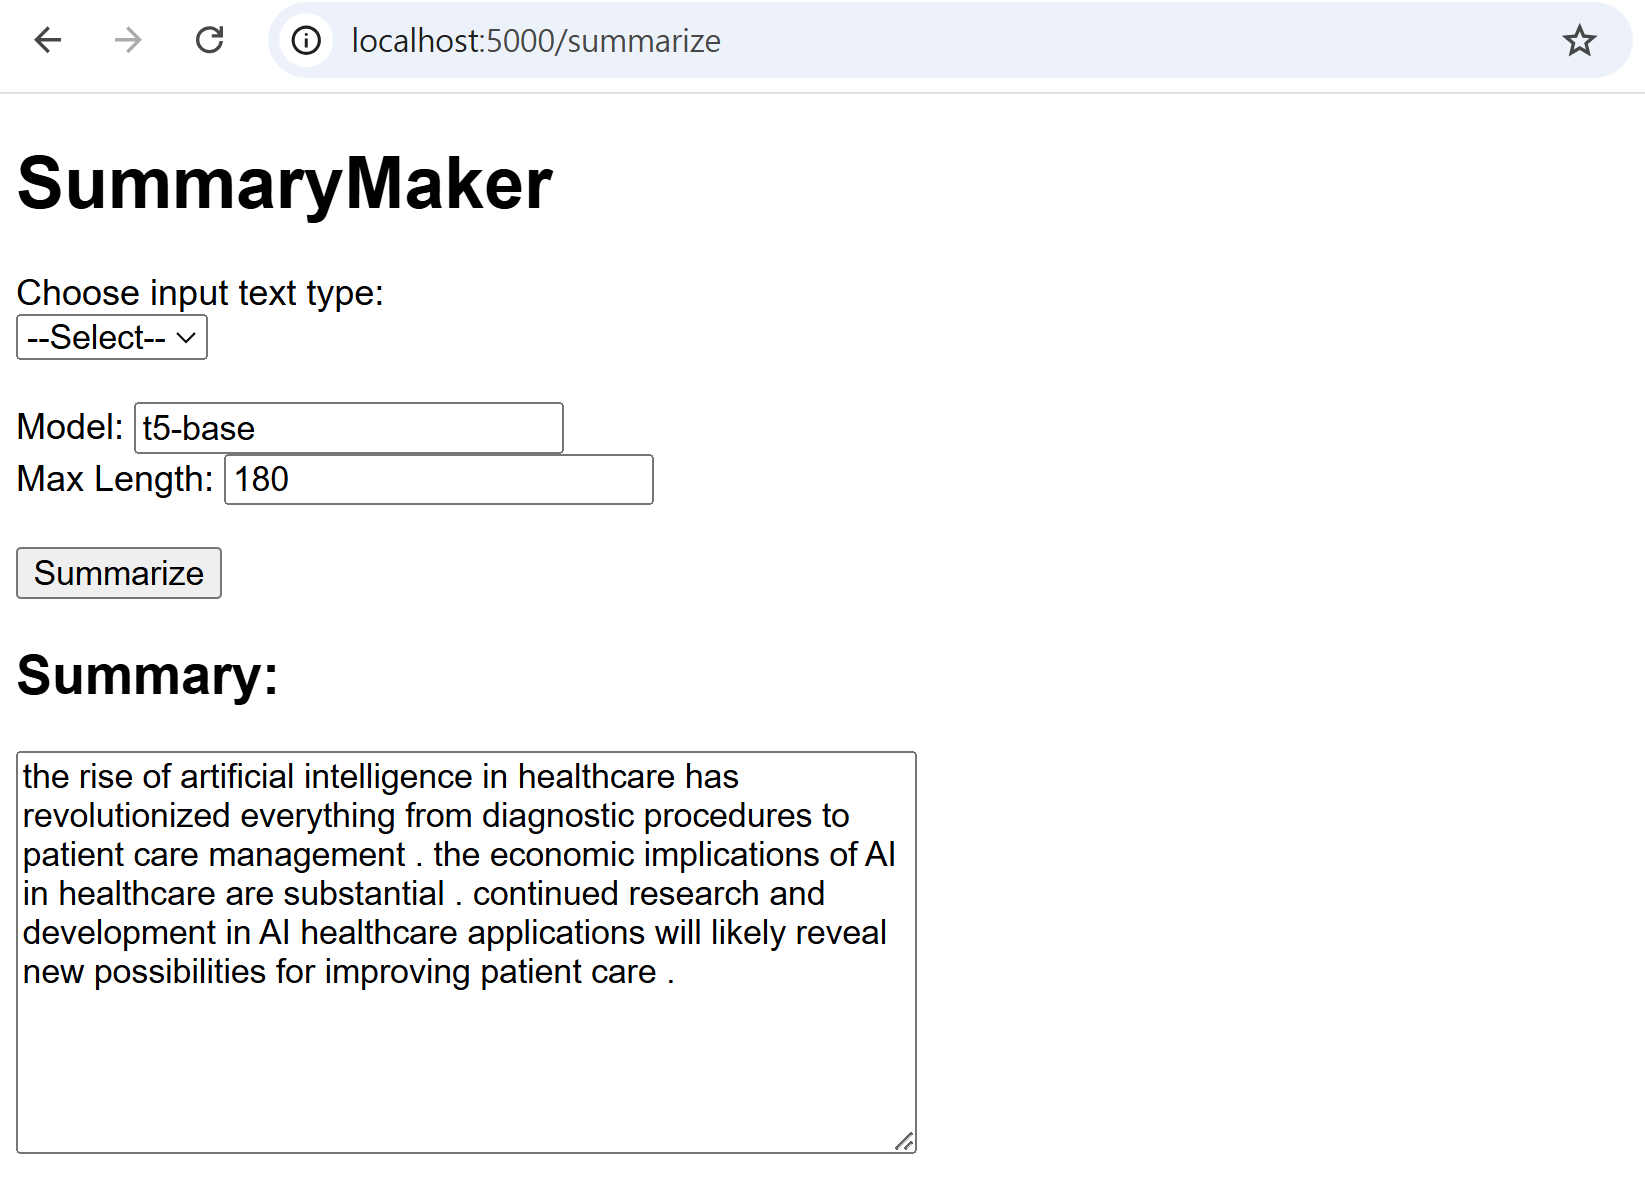 localhost:5000/summarize
SummaryMaker
Choose input text type:
--Select--
Model: t5-base
Max Length: 180
Summarize
Summary:
the rise of artificial intelligence in healthcare has
revolutionized everything from diagnostic procedures to
patient care management . the economic implications of AI
in healthcare are substantial . continued research and
development in AI healthcare applications will likely reveal
new possibilities for improving patient care .